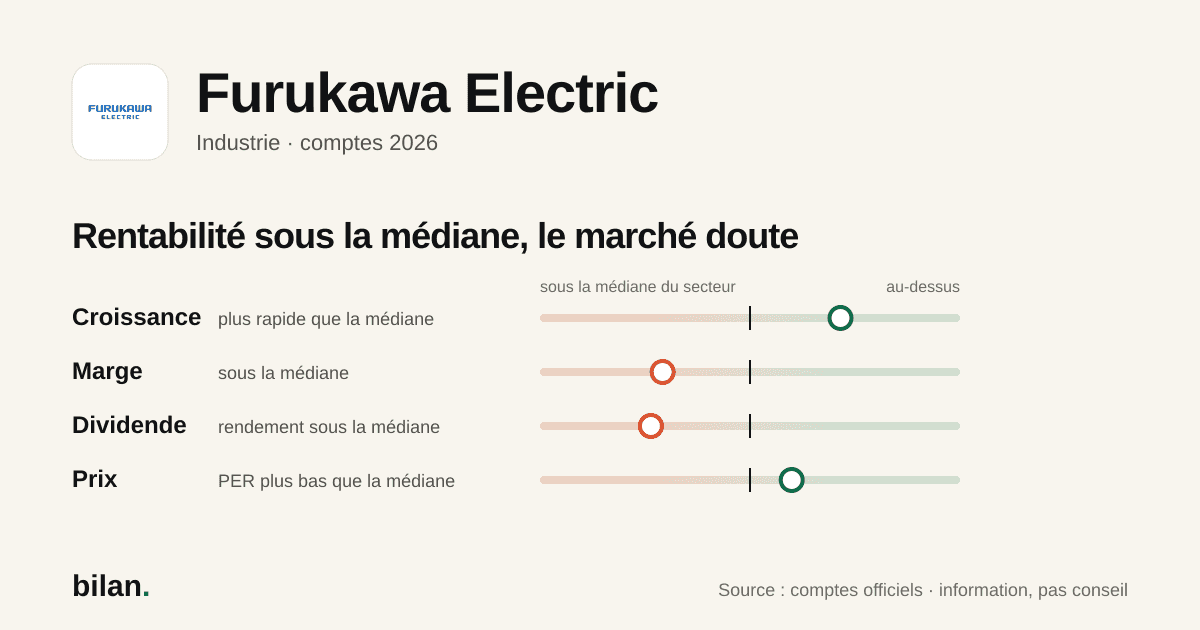 FURUKAWA
ELECTRIC
Furukawa Electric
Industrie · comptes 2026
Rentabilité sous la médiane, le marché doute
sous la médiane du secteur au-dessus
Croissance plus rapide que la médiane
Marge sous la médiane
Dividende rendement sous la médiane
Prix PER plus bas que la médiane
bilan.
Source : comptes officiels · information, pas conseil